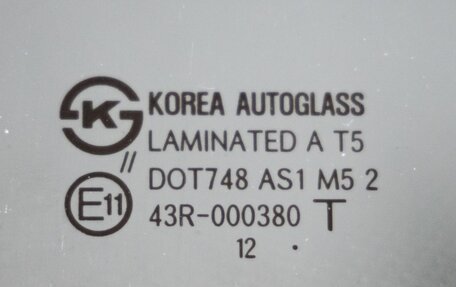 K KOREA AUTOGLASS
LAMINATED A T5
//
DOT748 AS1 M5 2
E11 43R-000380 T
12 .